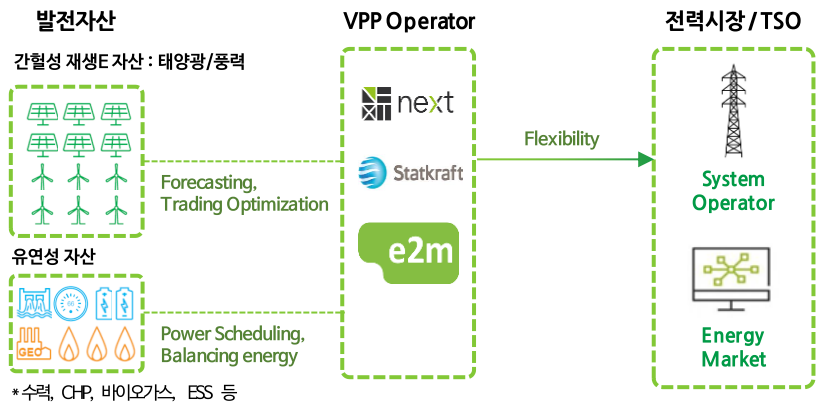 발전자산
간헐성 재생E 자산 : 태양광/풍력
유연성 자산
GEO
* 수력, CHP, 바이오가스, ESS 등
Forecasting,
Trading Optimization
Power Scheduling,
Balancing energy
VPP Operator
next
Statkraft
e2m
Flexibility
전력시장 / TSO
System
Operator
Energy
Market